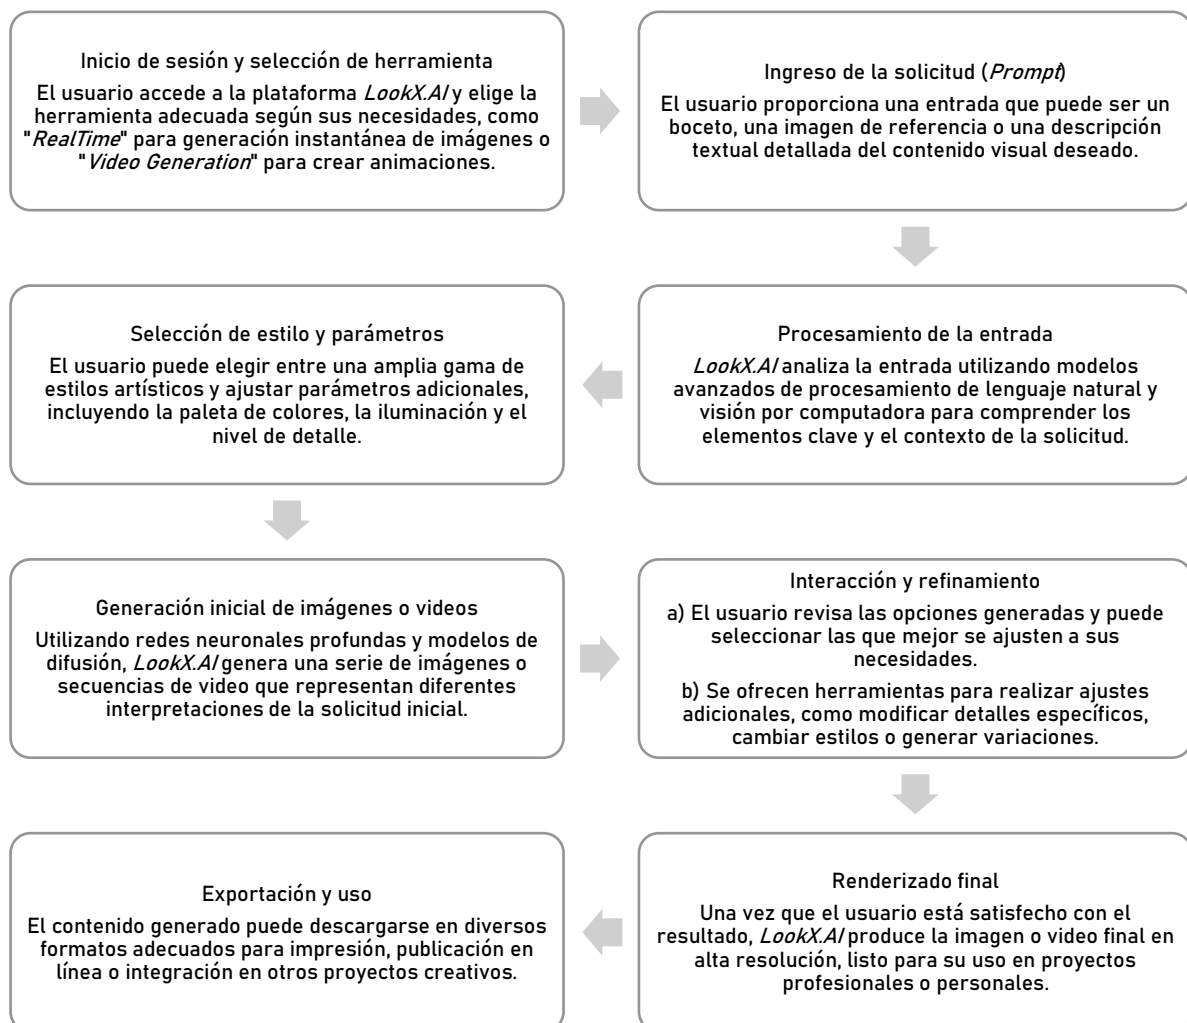 Inicio de sesión y selección de herramienta
El usuario accede a la plataforma LookX.AI y elige la
herramienta adecuada según sus necesidades, como
"RealTime" para generación instantánea de imágenes o
"Video Generation" para crear animaciones.
Ingreso de la solicitud (Prompt)
El usuario proporciona una entrada que puede ser un
boceto, una imagen de referencia o una descripción
textual detallada del contenido visual deseado.
Procesamiento de la entrada
LookX.AI analiza la entrada utilizando modelos
avanzados de procesamiento de lenguaje natural y
visión por computadora para comprender los
elementos clave y el contexto de la solicitud.
Selección de estilo y parámetros
El usuario puede elegir entre una amplia gama de
estilos artísticos y ajustar parámetros adicionales,
incluyendo la paleta de colores, la iluminación y el
nivel de detalle.
Generación inicial de imágenes o videos
Utilizando redes neuronales profundas y modelos de
difusión, LookX.AI genera una serie de imágenes o
secuencias de video que representan diferentes
interpretaciones de la solicitud inicial.
Interacción y refinamiento
a) El usuario revisa las opciones generadas y puede
seleccionar las que mejor se ajusten a sus
necesidades.
b) Se ofrecen herramientas para realizar ajustes
adicionales, como modificar detalles específicos,
cambiar estilos o generar variaciones.
Renderizado final
Una vez que el usuario está satisfecho con el
resultado, LookX.AI produce la imagen o video final en
alta resolución, listo para su uso en proyectos
profesionales o personales.
Exportación y uso
El contenido generado puede descargarse en diversos
formatos adecuados para impresión, publicación en
línea o integración en otros proyectos creativos.